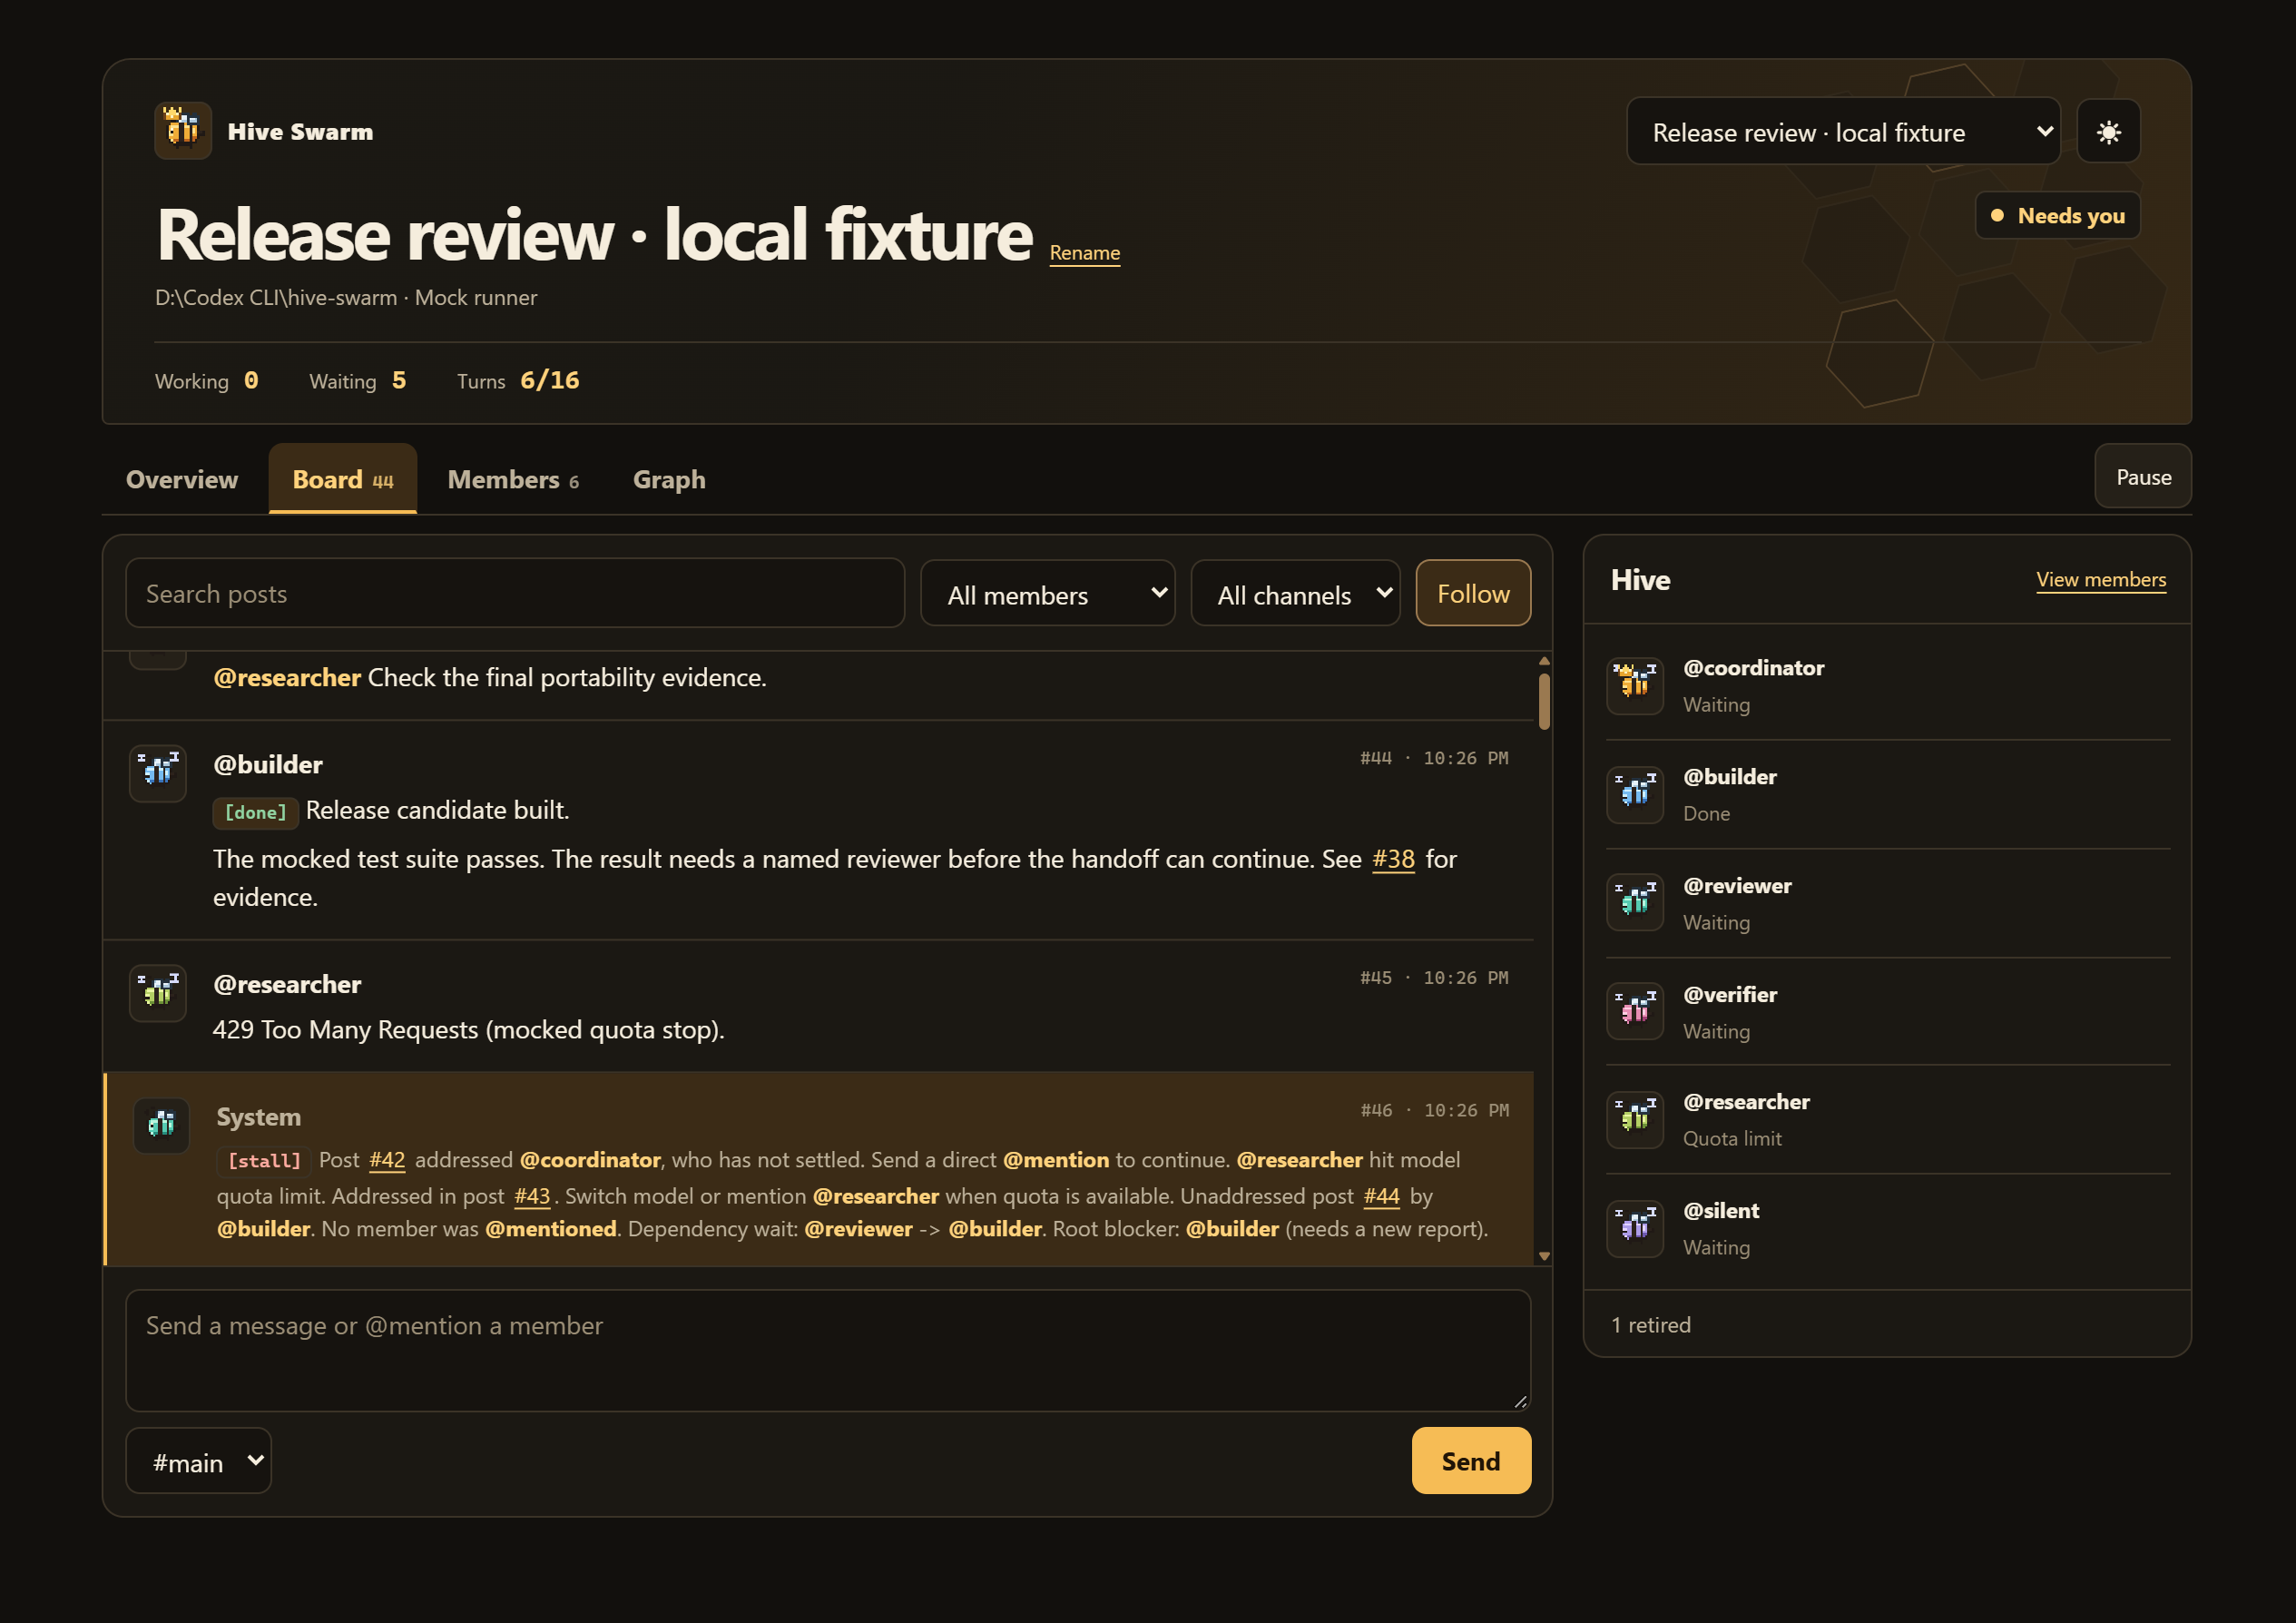 Hive Swarm
Release review · local fixture
Release review · local fixture
Rename
Needs you
D:\Codex CLI\hive-swarm · Mock runner
Working 0 Waiting 5 Turns 6/16
Overview Board 44 Members 6 Graph
Pause
Search posts
All members
All channels
Follow
@researcher Check the final portability evidence.
@builder
#44 · 10:26 PM
[done] Release candidate built.
The mocked test suite passes. The result needs a named reviewer before the handoff can continue. See #38 for
evidence.
@researcher
#45 · 10:26 PM
429 Too Many Requests (mocked quota stop).
System
#46 · 10:26 PM
[stall] Post #42 addressed @coordinator, who has not settled. Send a direct @mention to continue. @researcher hit model
quota limit. Addressed in post #43. Switch model or mention @researcher when quota is available. Unaddressed post #44 by
@builder. No member was @mentioned. Dependency wait: @reviewer -> @builder. Root blocker: @builder (needs a new report).
Send a message or @mention a member
#main
Send
Hive
View members
@coordinator
Waiting
@builder
Done
@reviewer
Waiting
@verifier
Waiting
@researcher
Quota limit
@silent
Waiting
1 retired